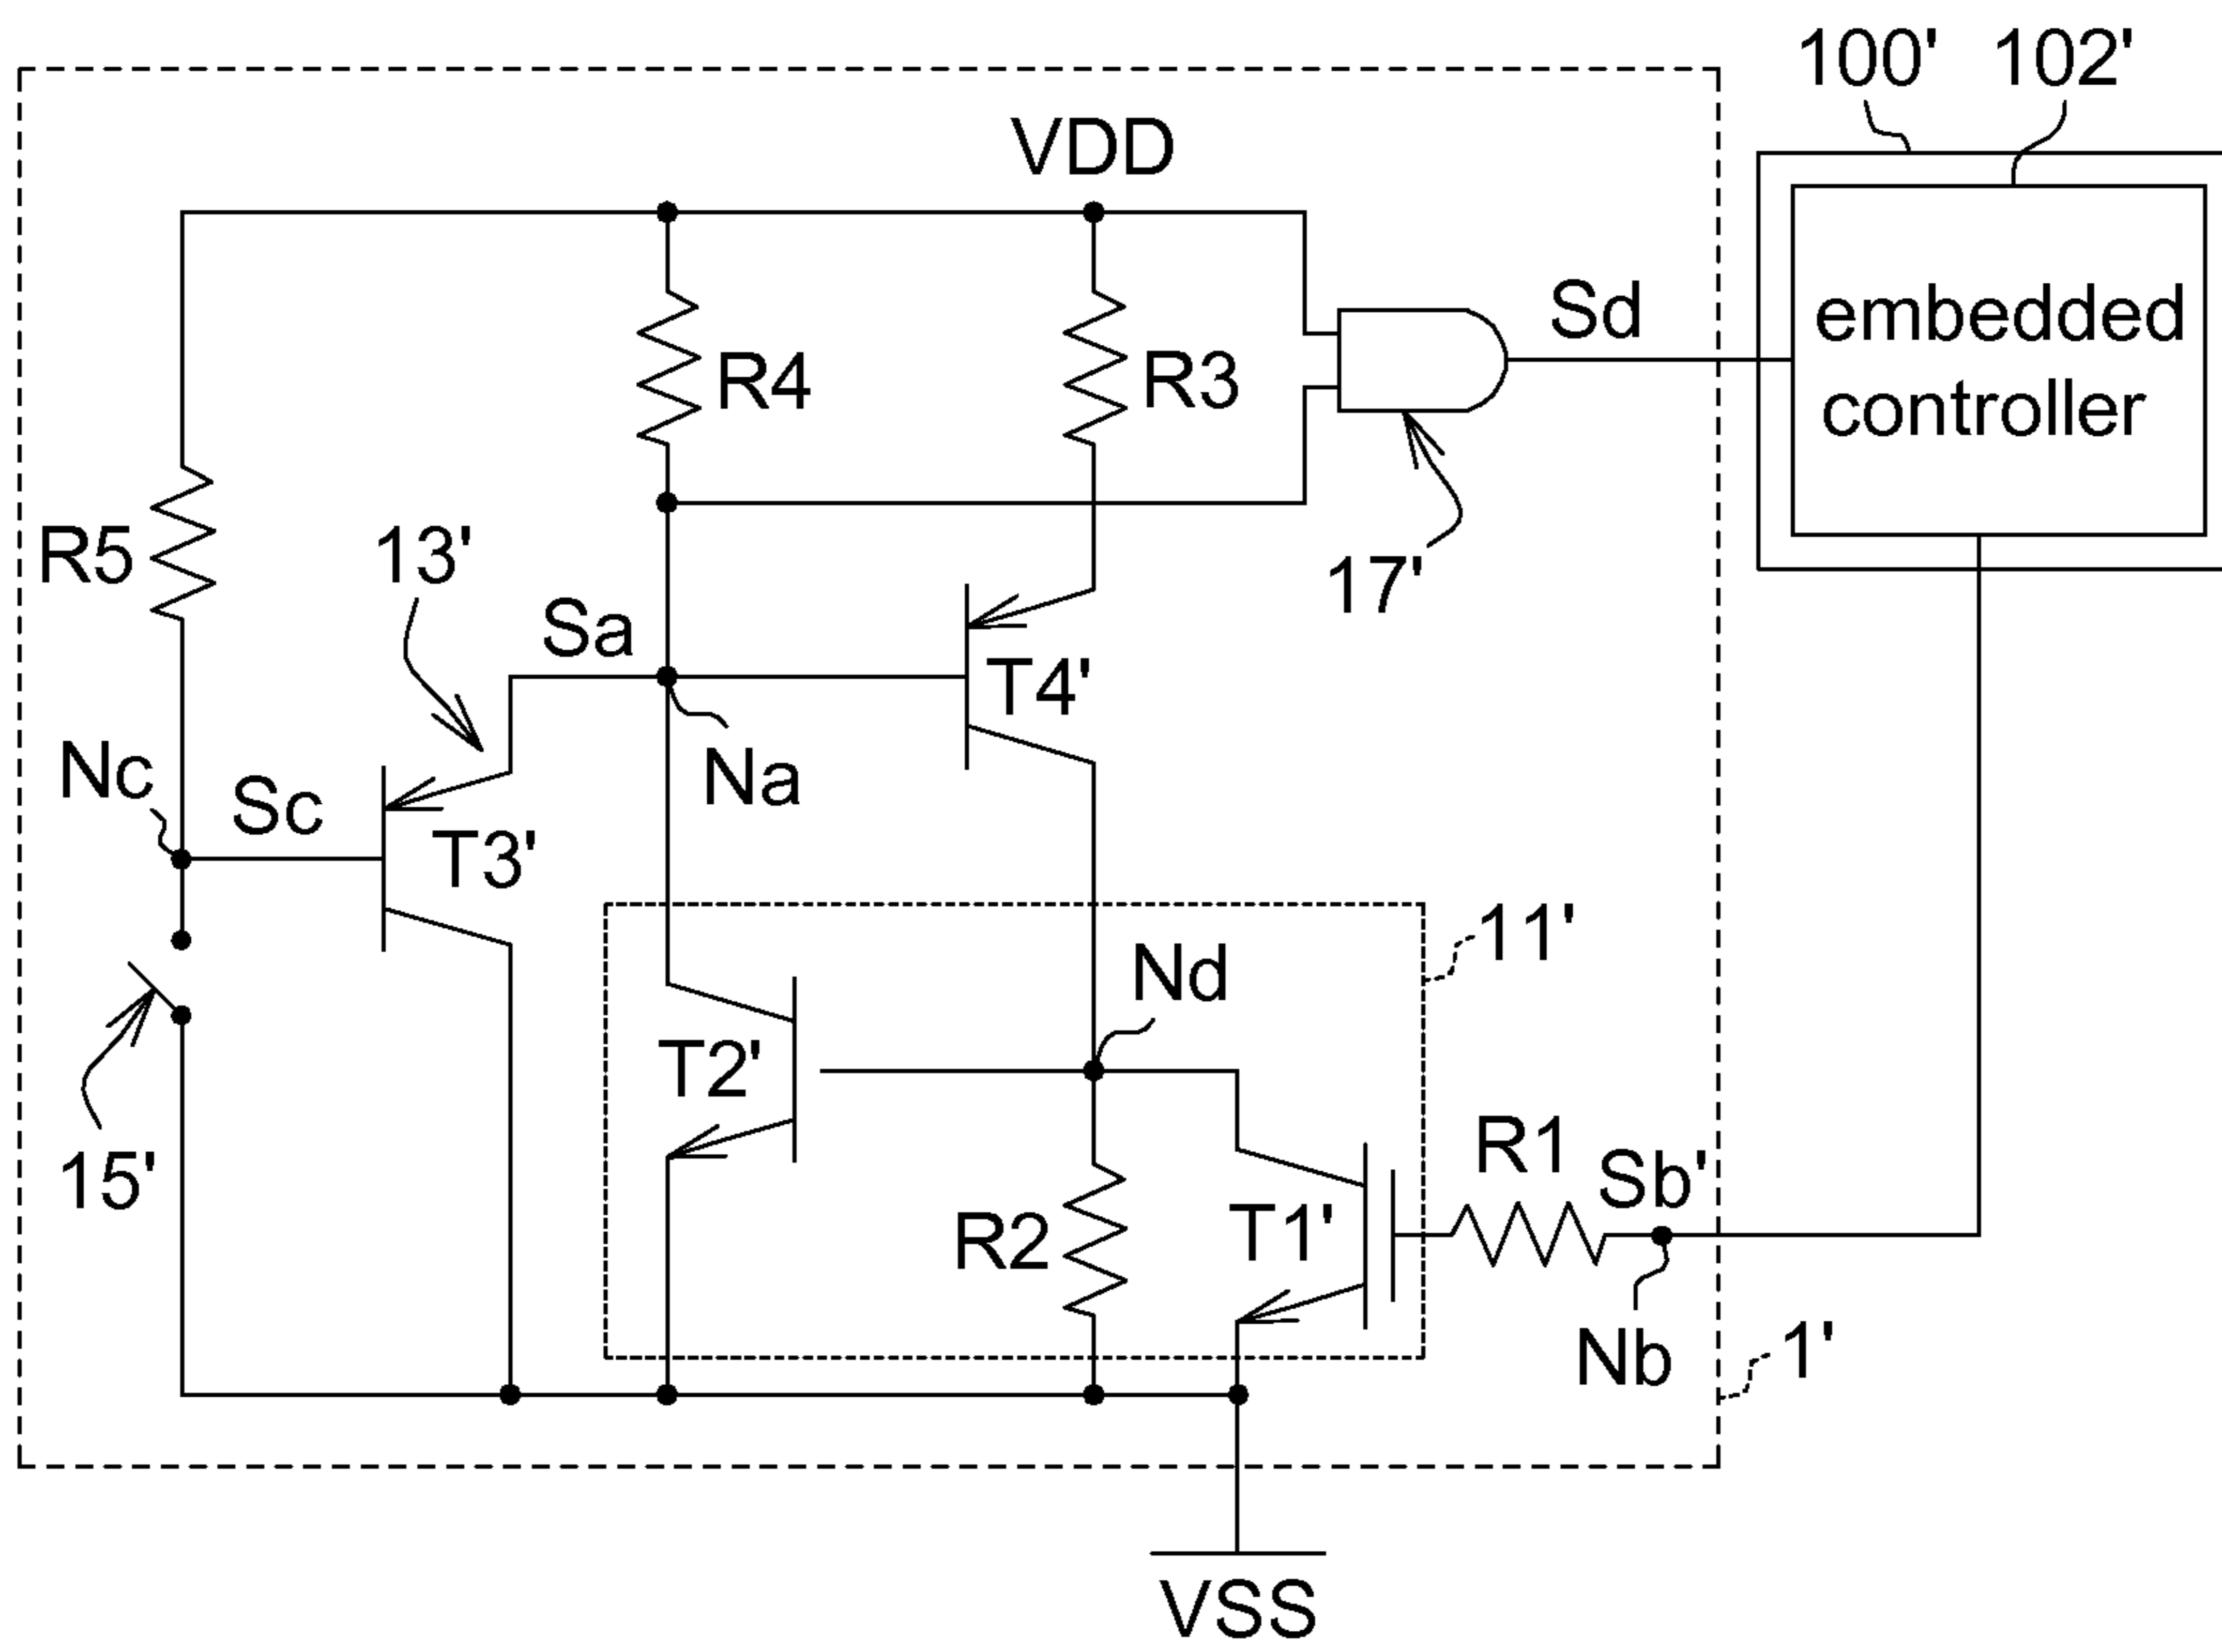 100' 102'
VDD
Sd
embedded
controller
R4
R3
R5
13'
17'
Sa
T4'
Nc
Sc
Na
T3'
11'
Nd
T2'
R1
Sb'
15'
R2
T1'
Nb
1'
VSS